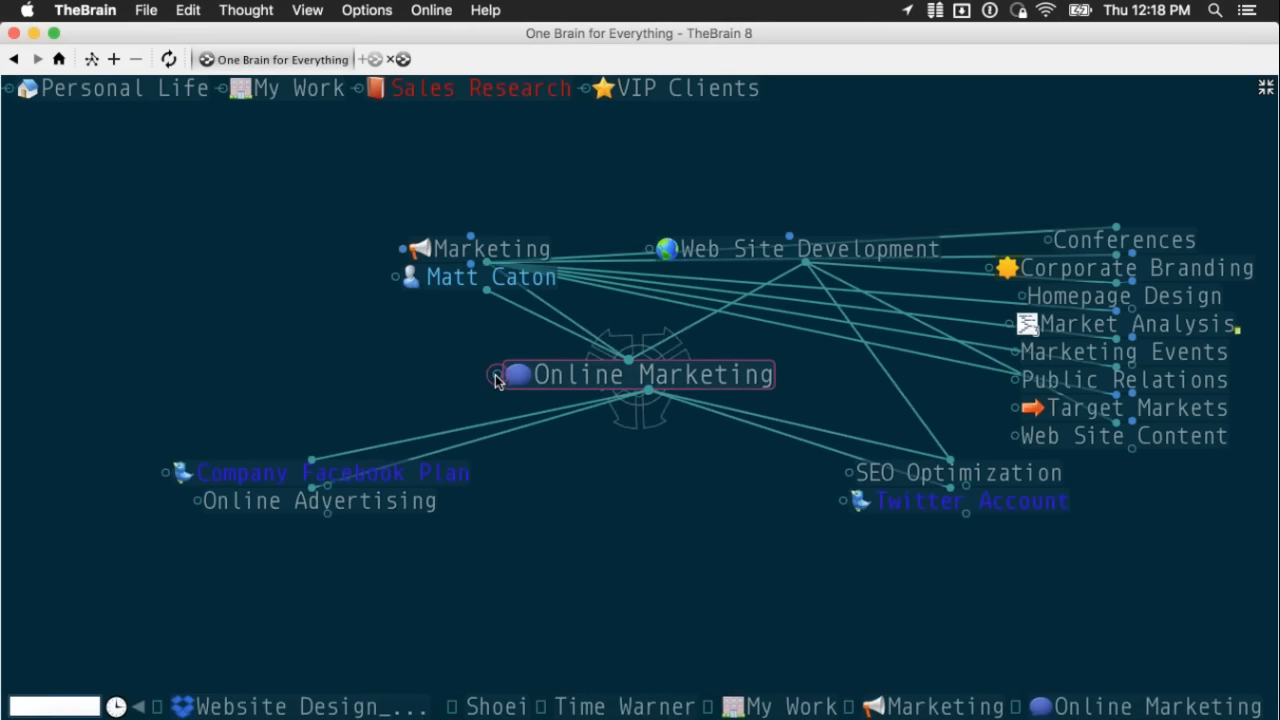 TheBrain File Edit Thought View Options Online Help Thu 12:18 PM
One Brain for Everything - TheBrain 8
One Brain for Everything
Personal Life My Work Sales Research VIP Clients
Marketing Web Site Development Conferences
Matt Caton Corporate Branding
Homepage Design
Market Analysis
Marketing Events
Online Marketing Public Relations
Target Markets
Web Site Content
Company Facebook Plan SEO Optimization
Online Advertising Twitter Account
Website Design_... Shoei Time Warner My Work Marketing Online Marketing